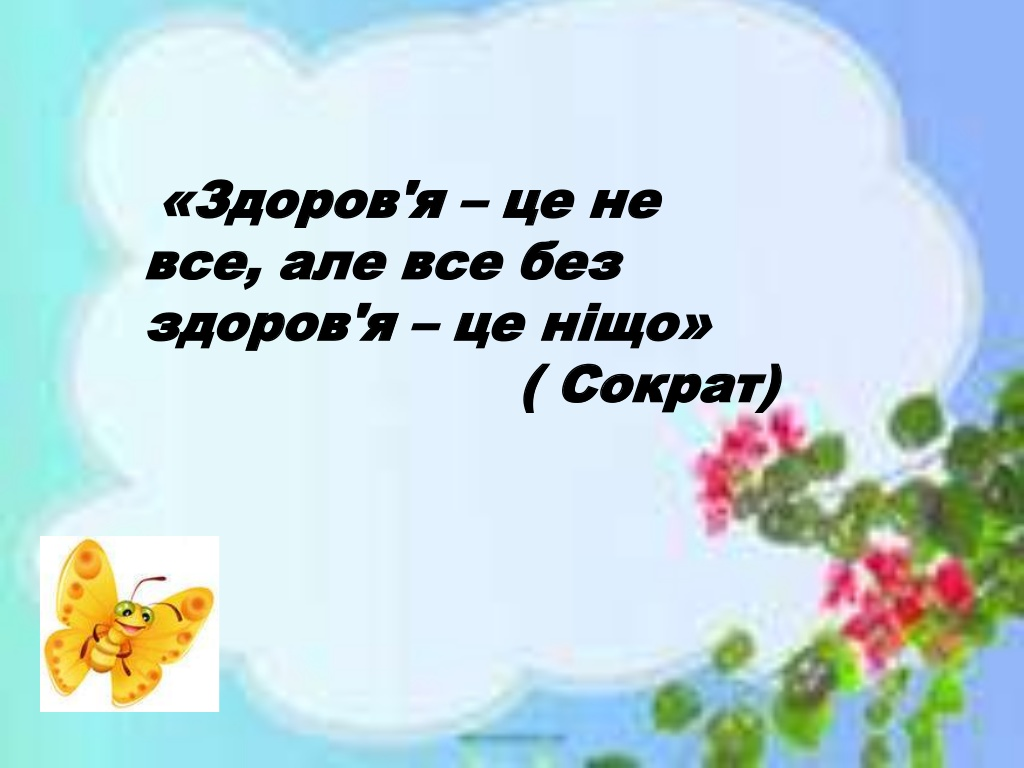 «Здоров'я – це не
все, але все без
здоров'я – це ніщо»
( Сократ)